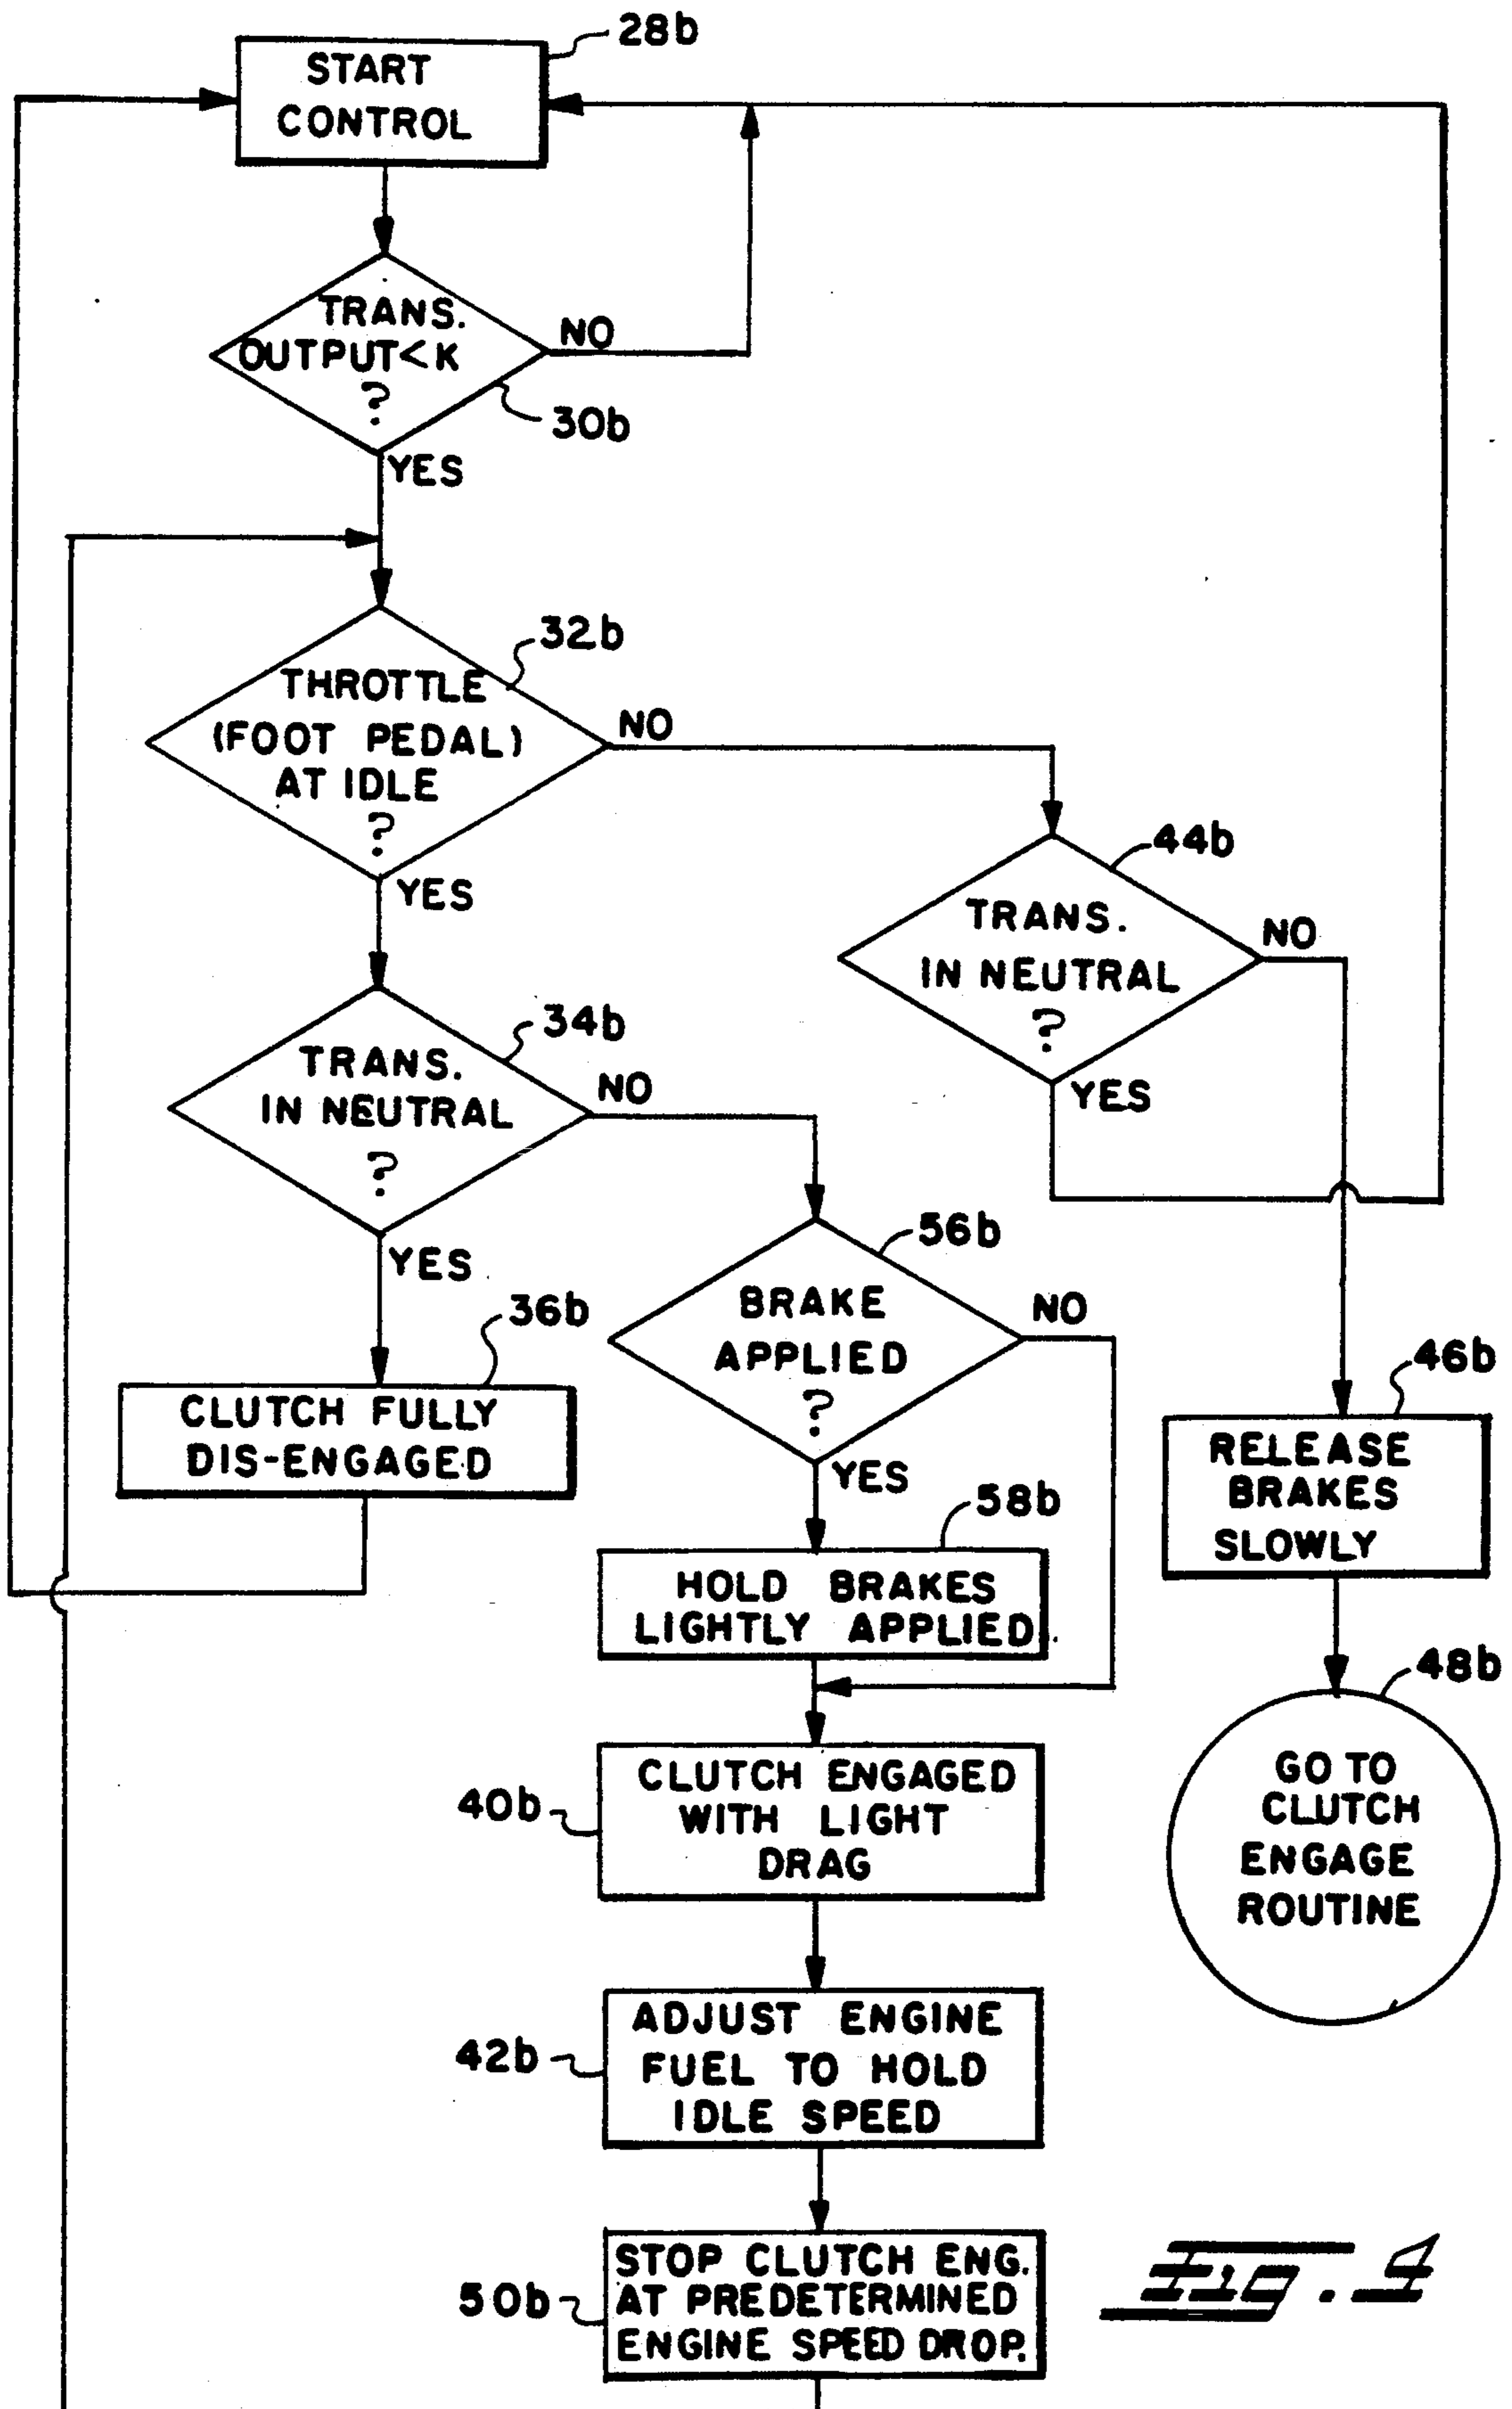 28b
START
CONTROL
TRANS.
OUTPUT<K
?
NO
30b
YES
32b
THROTTLE
(FOOT PEDAL)
AT IDLE
?
NO
YES
44b
TRANS.
IN NEUTRAL
?
NO
YES
34b
TRANS.
IN NEUTRAL
?
NO
YES
56b
BRAKE
APPLIED
?
NO
YES
36b
CLUTCH FULLY
DIS-ENGAGED
46b
RELEASE
BRAKES
SLOWLY
58b
HOLD BRAKES
LIGHTLY APPLIED
48b
GO TO
CLUTCH
ENGAGE
ROUTINE
40b
CLUTCH ENGAGED
WITH LIGHT
DRAG
42b
ADJUST ENGINE
FUEL TO HOLD
IDLE SPEED
50b
STOP CLUTCH ENG.
AT PREDETERMINED
ENGINE SPEED DROP.
Fig. 4